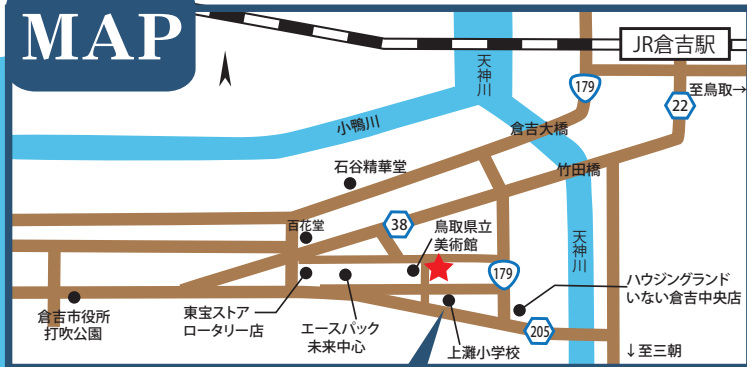 MAP
JR倉吉駅
天神川
179
至鳥取→
22
小鴨川
倉吉大橋
石谷精華堂
竹田橋
百花堂
38
鳥取県立
美術館
天神川
179
ハウジングランド
いない倉吉中央店
倉吉市役所
打吹公園
東宝ストア
ロータリー店
エースパック
未来中心
上灘小学校
205
↓至三朝